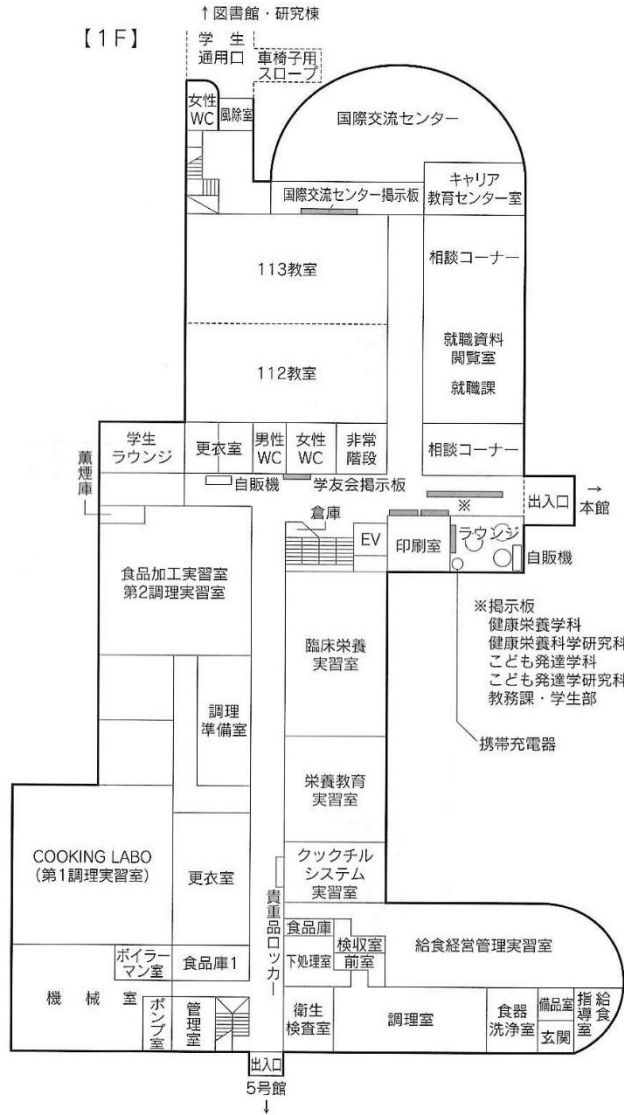 ↑図書館・研究棟
【1F】
学 生
通用口
車椅子用
スロープ
女性
WC
風除室
国際交流センター
国際交流センター掲示板
キャリア
教育センター室
113教室
相談コーナー
112教室
就職資料
閲覧室
就職課
学生
ラウンジ
更衣室
男性
WC
女性
WC
非常
階段
相談コーナー
燻煙庫
自販機
学友会掲示板
※
出入口
→
本館
倉庫
EV
印刷室
ラウンジ
自販機
食品加工実習室
第2調理実習室
※掲示板
健康栄養学科
健康栄養科学研究科
こども発達学科
こども発達学研究科
教務課・学生部
臨床栄養
実習室
調理
準備室
携帯充電器
栄養教育
実習室
COOKING LABO
(第1調理実習室)
更衣室
クックチル
システム
実習室
貴重品ロッカー
食品庫
検収室
前室
下処理室
給食経営管理実習室
ボイラー
マン室
食品庫1
機 械 室
ポンプ室
管理室
衛生
検査室
調理室
食器
洗浄室
備品室
玄関
給食
指導室
出入口
5号館
↓